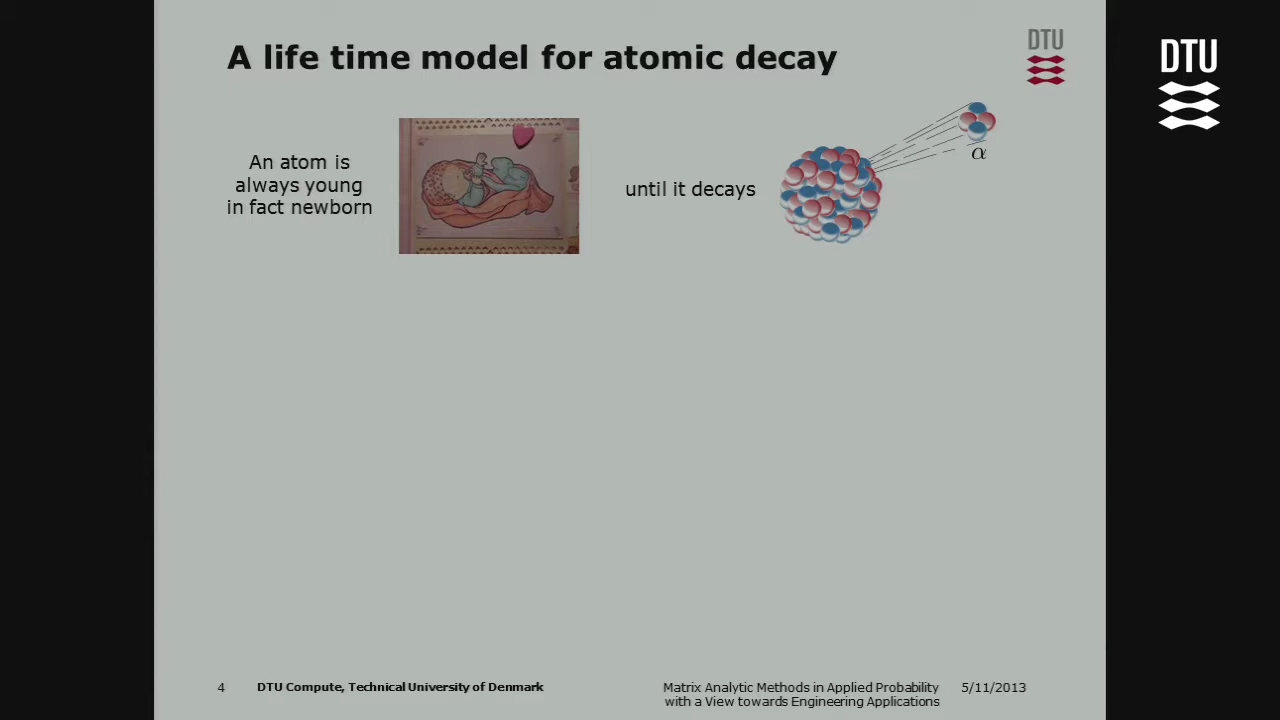 A life time model for atomic decay
DTU
DTU
An atom is
always young
in fact newborn
until it decays
α
4
DTU Compute, Technical University of Denmark
Matrix Analytic Methods in Applied Probability
with a View towards Engineering Applications
5/11/2013